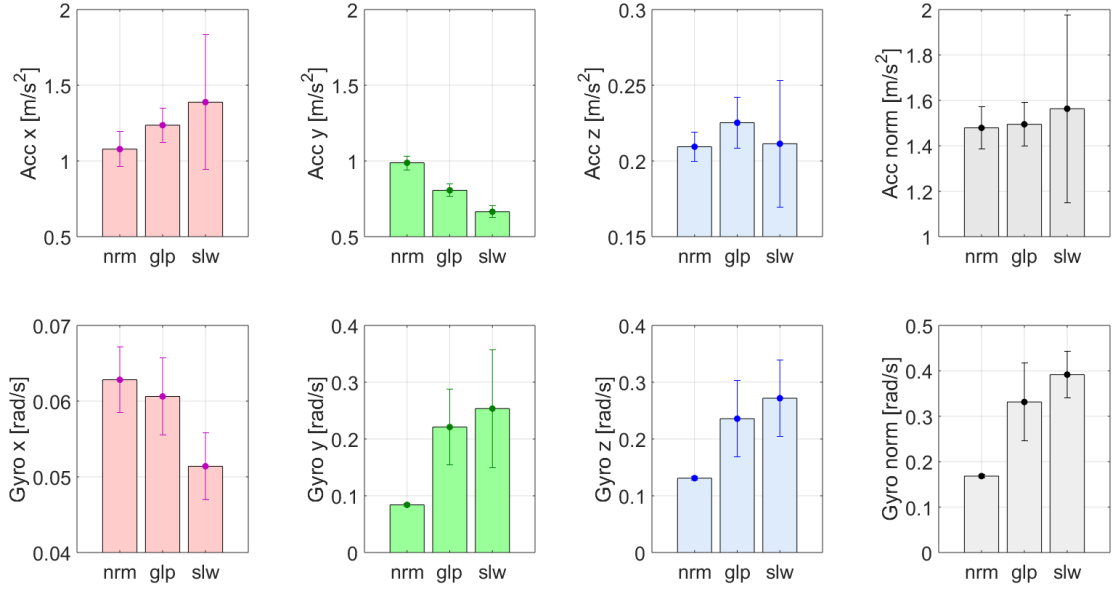 Acc x [m/s²]
2
1.5
1
0.5
nrm glp slw
Acc y [m/s²]
2
1.5
1
0.5
nrm glp slw
Acc z [m/s²]
0.3
0.25
0.2
0.15
nrm glp slw
Acc norm [m/s²]
2
1.8
1.6
1.4
1.2
1
nrm glp slw
Gyro x [rad/s]
0.07
0.06
0.05
0.04
nrm glp slw
Gyro y [rad/s]
0.4
0.3
0.2
0.1
0
nrm glp slw
Gyro z [rad/s]
0.4
0.3
0.2
0.1
0
nrm glp slw
Gyro norm [rad/s]
0.5
0.4
0.3
0.2
0.1
0
nrm glp slw